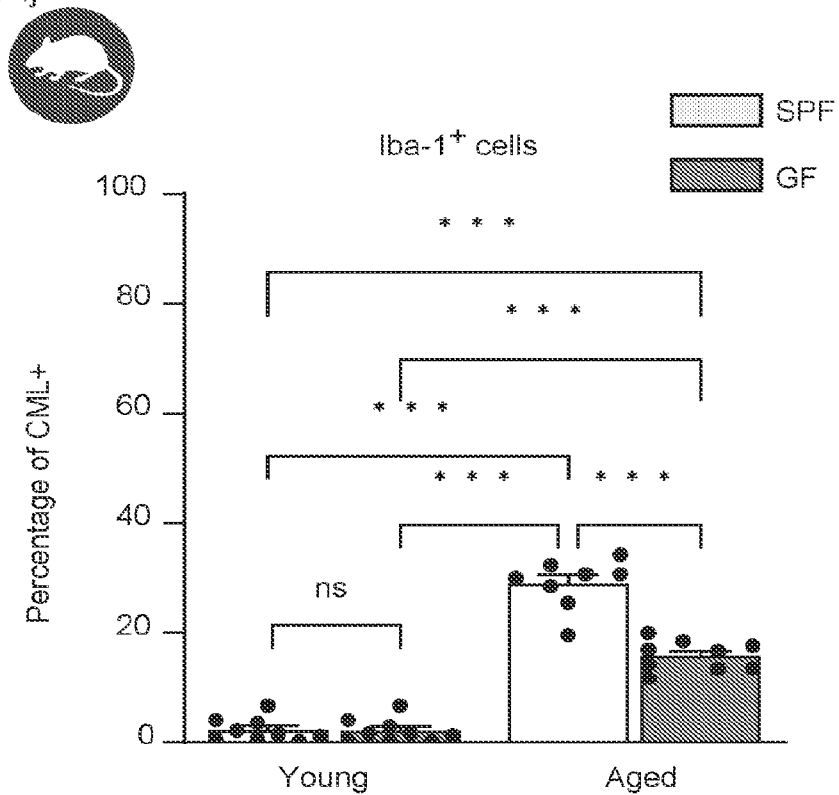 SPF
GF
Iba-1⁺ cells
Percentage of CML+
100
80
60
40
20
0
* * *
* * *
* * *
* * * * * *
ns
Young Aged